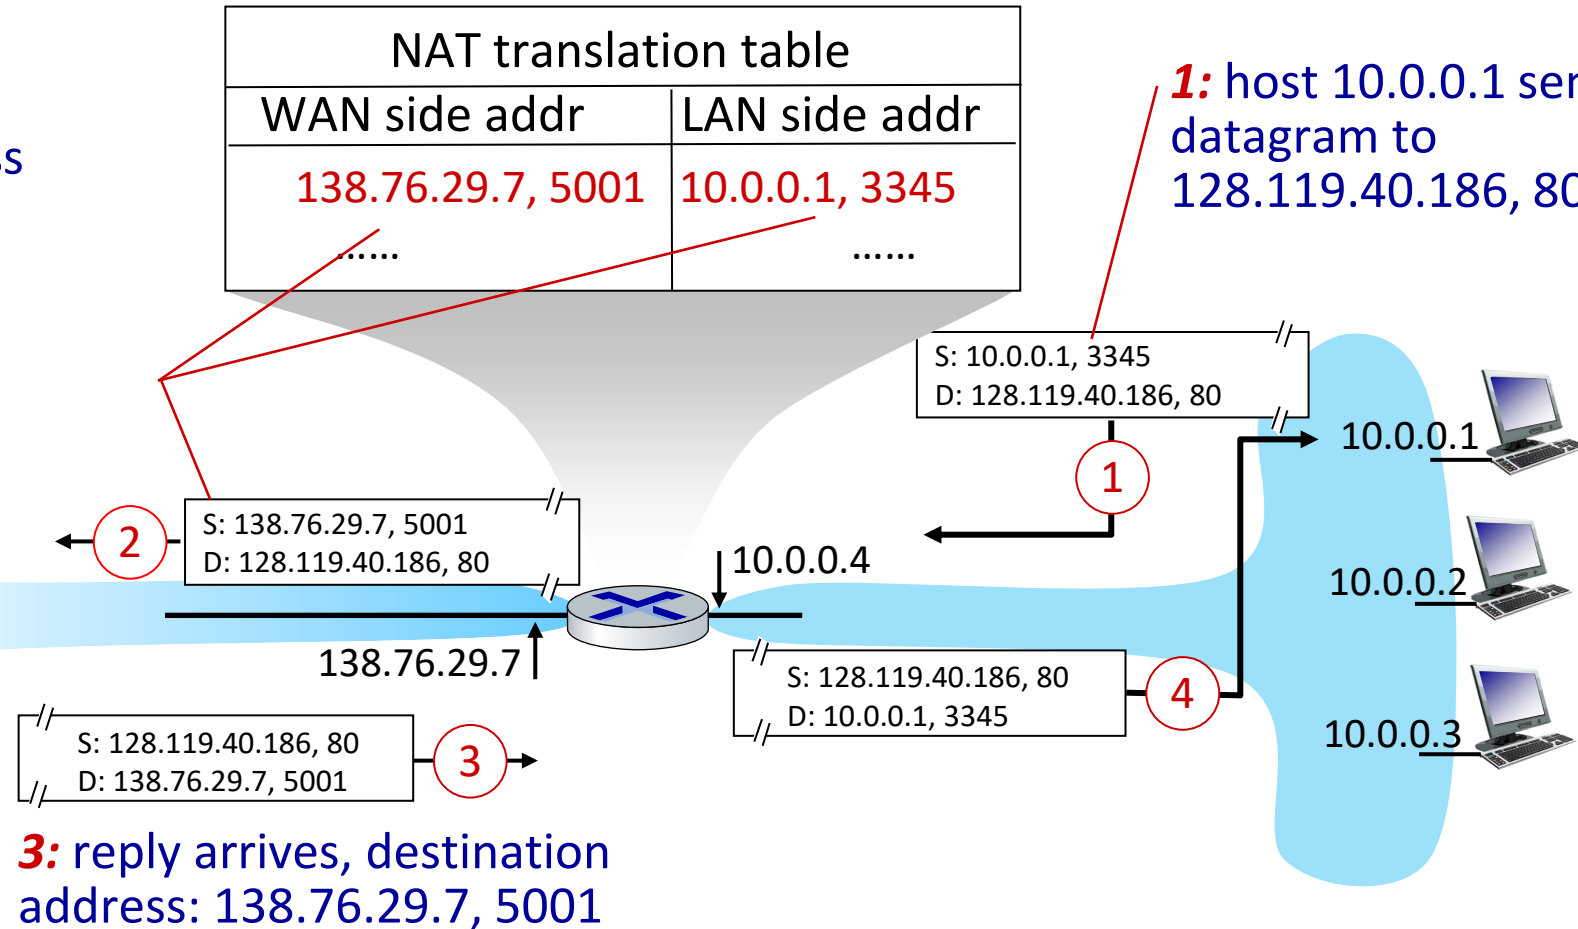 NAT translation table
WAN side addr LAN side addr
138.76.29.7, 5001 10.0.0.1, 3345
…… ……
1: host 10.0.0.1
datagram to
128.119.40.186, 80
S: 10.0.0.1, 3345
D: 128.119.40.186, 80
1
10.0.0.1
S: 138.76.29.7, 5001
D: 128.119.40.186, 80
2
10.0.0.4
10.0.0.2
138.76.29.7
S: 128.119.40.186, 80
D: 10.0.0.1, 3345
4
10.0.0.3
S: 128.119.40.186, 80
D: 138.76.29.7, 5001
3
3: reply arrives, destination
address: 138.76.29.7, 5001